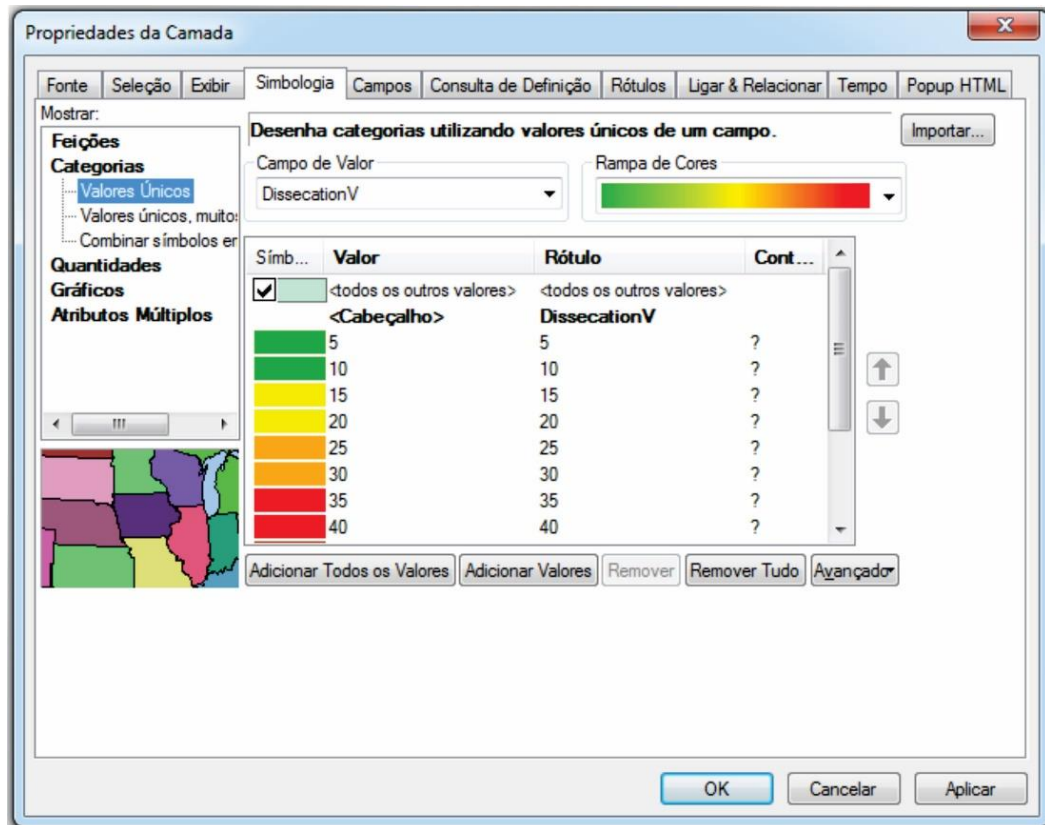 Propriedades da Camada
Fonte Seleção Exibir Simbologia Campos Consulta de Definição Rótulos Ligar & Relacionar Tempo Popup HTML
Mostrar:
Feições
Categorias
Valores Únicos
Valores únicos, muito
Combinar símbolos er
Quantidades
Gráficos
Atributos Múltiplos
Desenha categorias utilizando valores únicos de um campo.
Importar...
Campo de Valor
DissecationV
Rampa de Cores
Símb... Valor Rótulo Cont...
<todos os outros valores> <todos os outros valores>
<Cabeçalho> DissecationV
5 5 ?
10 10 ?
15 15 ?
20 20 ?
25 25 ?
30 30 ?
35 35 ?
40 40 ?
Adicionar Todos os Valores Adicionar Valores Remover Remover Tudo Avançado
OK Cancelar Aplicar